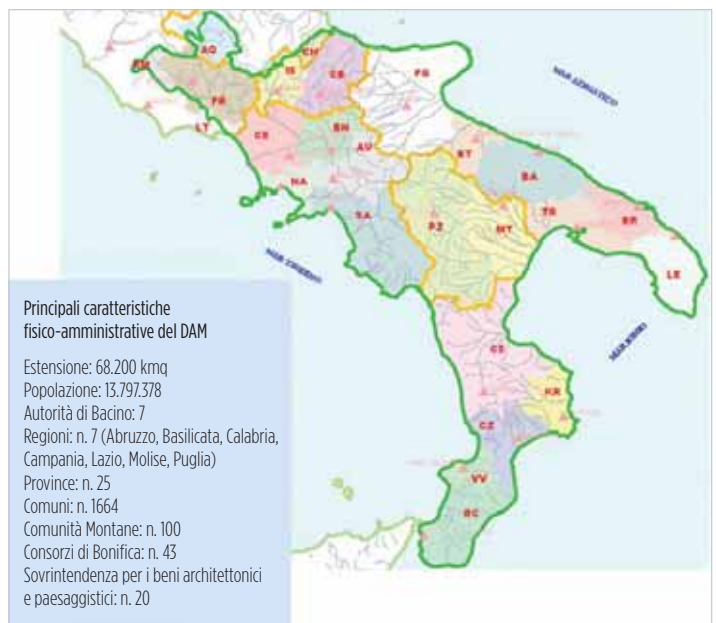 AQ
CH
RM
IS
CB
FG
FR
LT
CE
BN
AV
BT
BA
NA
SA
PZ
MT
TA
BR
LE
MAR ADRIATICO
MAR TIRRENO
MAR IONIO
CS
KR
CZ
VV
RC
Principali caratteristiche
fisico-amministrative del DAM
Estensione: 68.200 kmq
Popolazione: 13.797.378
Autorità di Bacino: 7
Regioni: n. 7 (Abruzzo, Basilicata, Calabria,
Campania, Lazio, Molise, Puglia)
Province: n. 25
Comuni: n. 1664
Comunità Montane: n. 100
Consorzi di Bonifica: n. 43
Sovrintendenza per i beni architettonici
e paesaggistici: n. 20